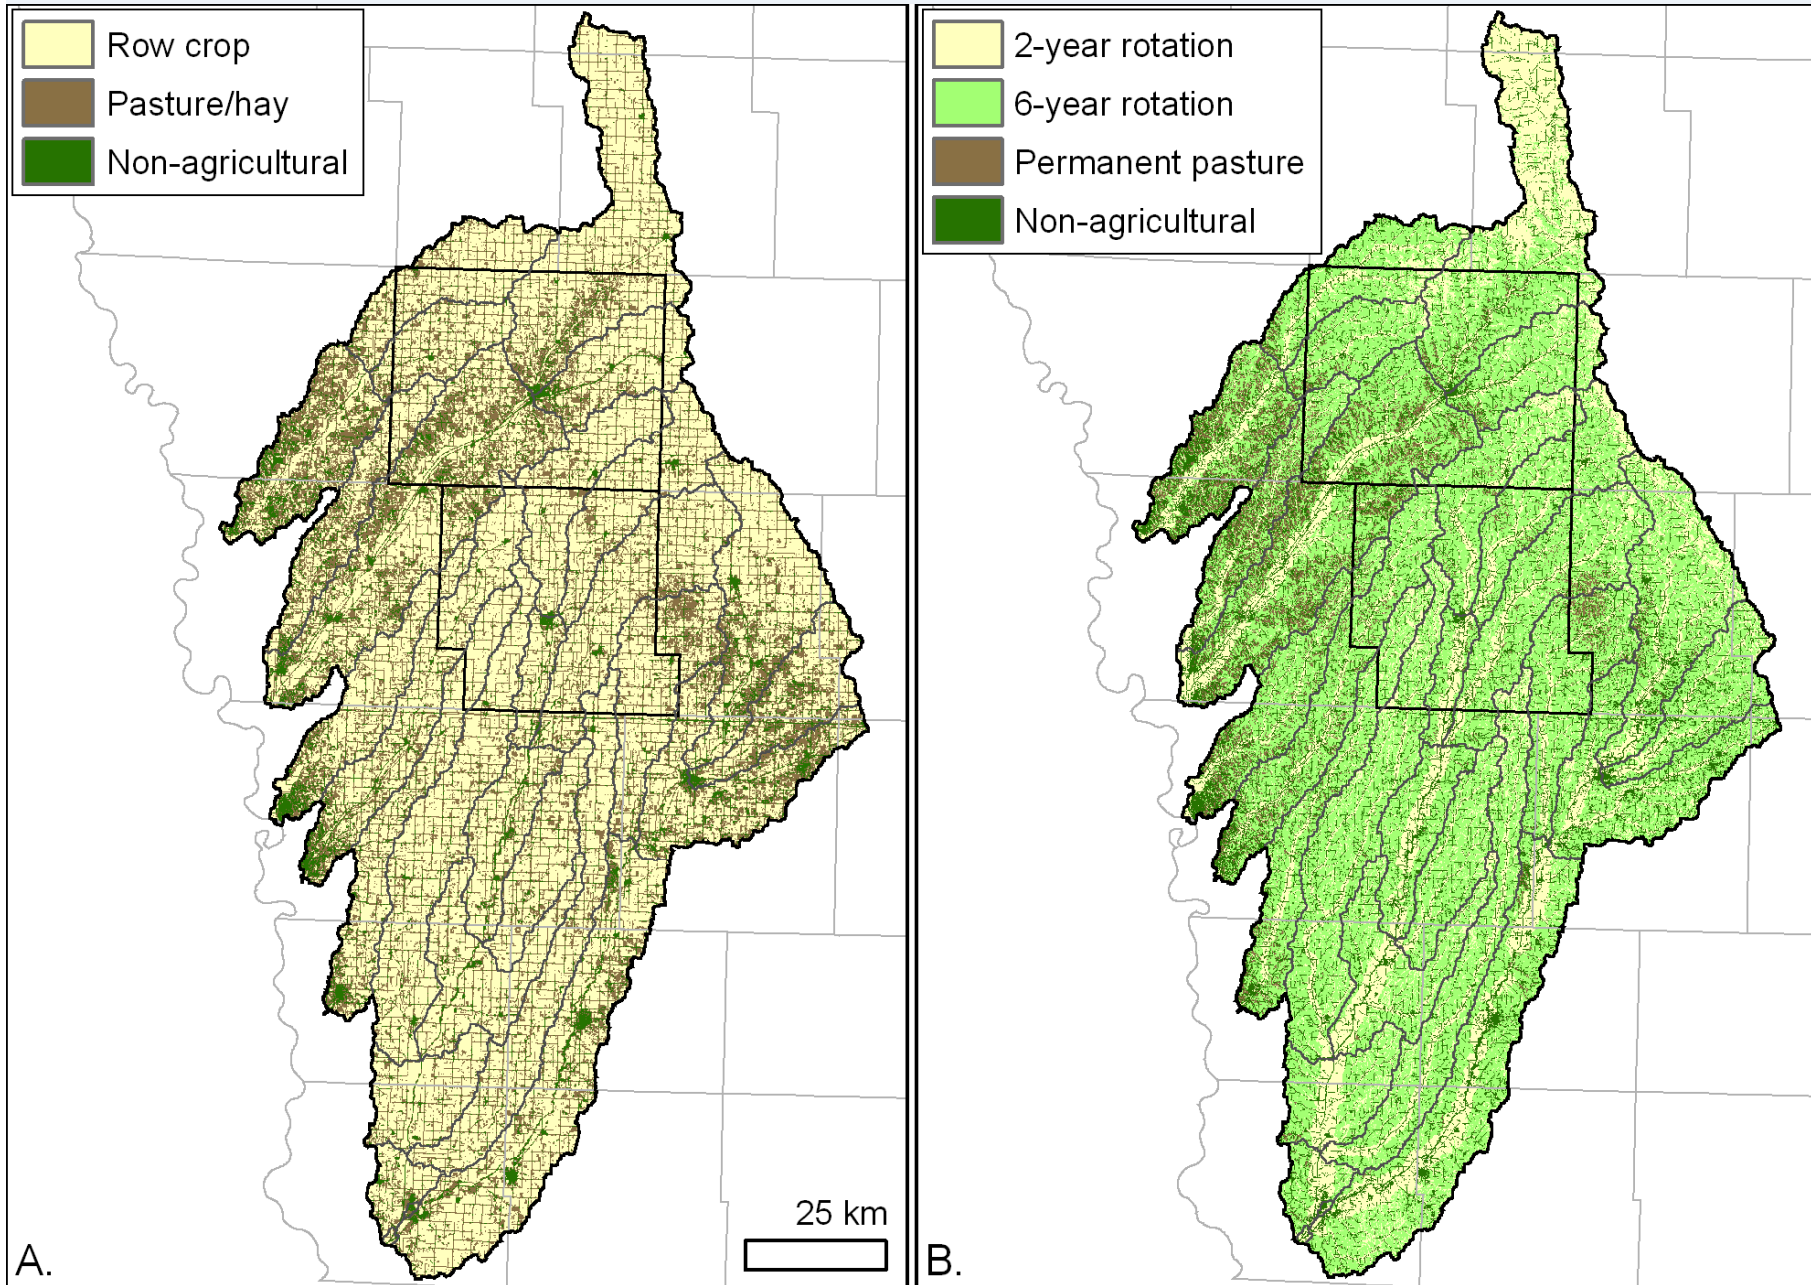 Row crop
Pasture/hay
Non-agricultural
25 km
A.
2-year rotation
6-year rotation
Permanent pasture
Non-agricultural
B.